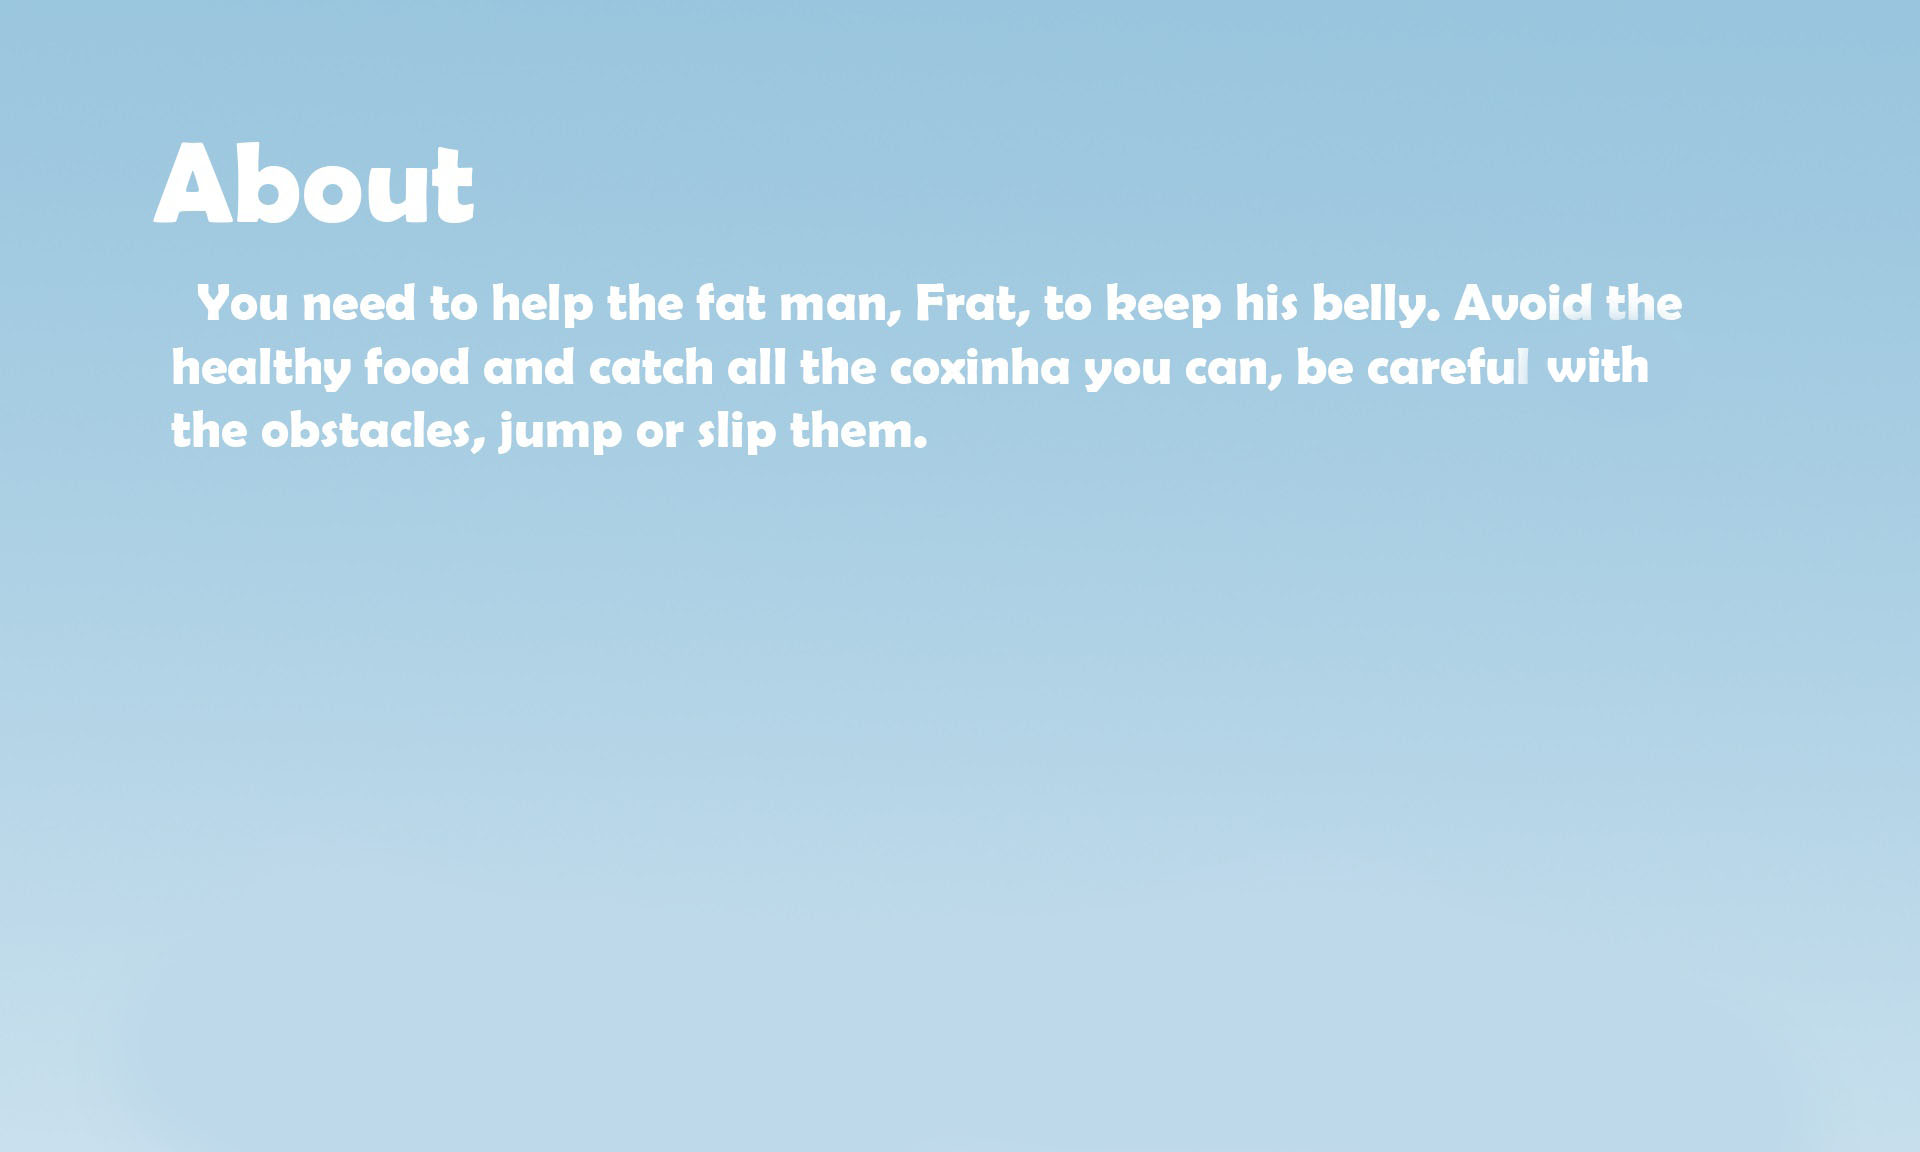 About
You need to help the fat man, Frat, to keep his belly. Avoid the
healthy food and catch all the coxinha you can, be careful with
the obstacles, jump or slip them.